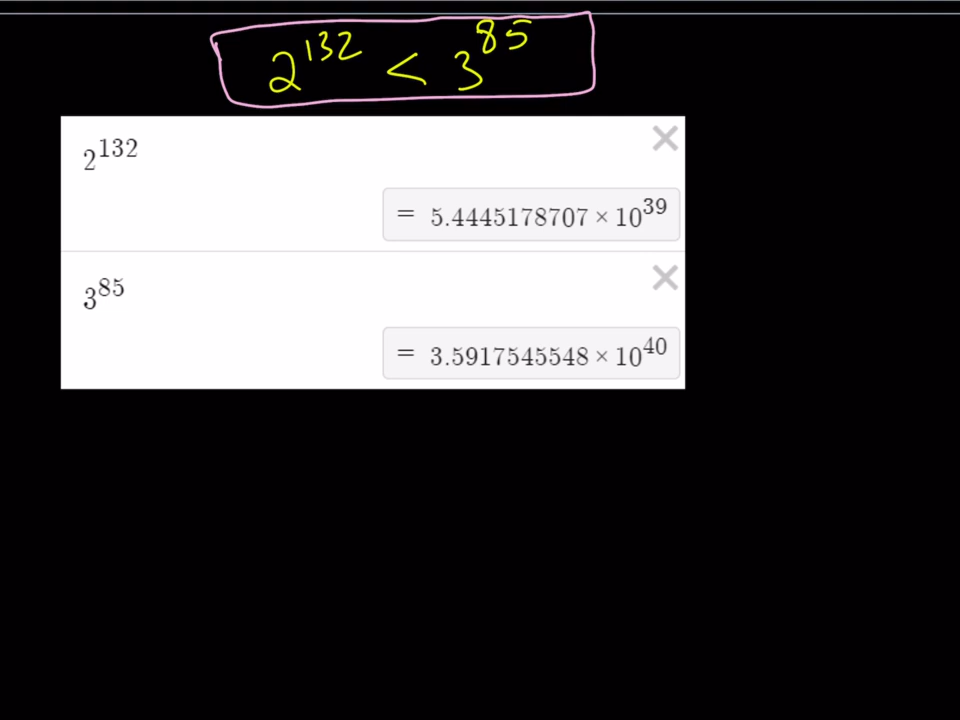 2^132 < 3^85
2^132
= 5.4445178707 × 10^39
3^85
= 3.5917545548 × 10^40